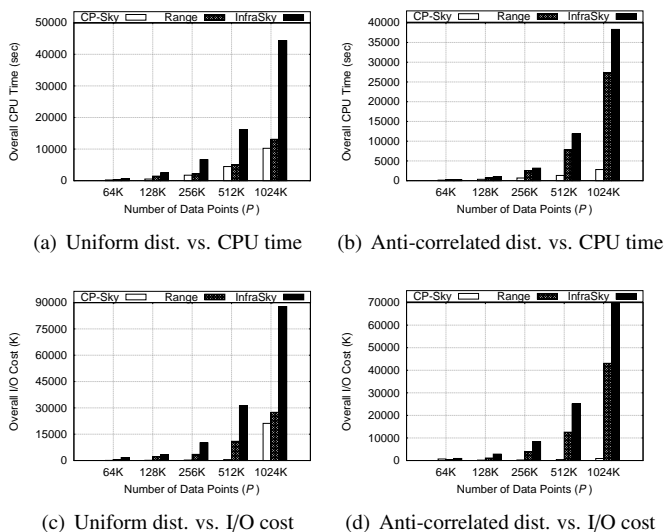 CP-Sky Range InfraSky
50000
40000
30000
20000
10000
0
Overall CPU Time (sec)
64K 128K 256K 512K 1024K
Number of Data Points (P)
(a) Uniform dist. vs. CPU time
CP-Sky Range InfraSky
40000
35000
30000
25000
20000
15000
10000
5000
0
Overall CPU Time (sec)
64K 128K 256K 512K 1024K
Number of Data Points (P)
(b) Anti-correlated dist. vs. CPU time
CP-Sky Range InfraSky
90000
75000
60000
45000
30000
15000
0
Overall I/O Cost (K)
64K 128K 256K 512K 1024K
Number of Data Points (P)
(c) Uniform dist. vs. I/O cost
CP-Sky Range InfraSky
70000
60000
50000
40000
30000
20000
10000
0
Overall I/O Cost (K)
64K 128K 256K 512K 1024K
Number of Data Points (P)
(d) Anti-correlated dist. vs. I/O cost